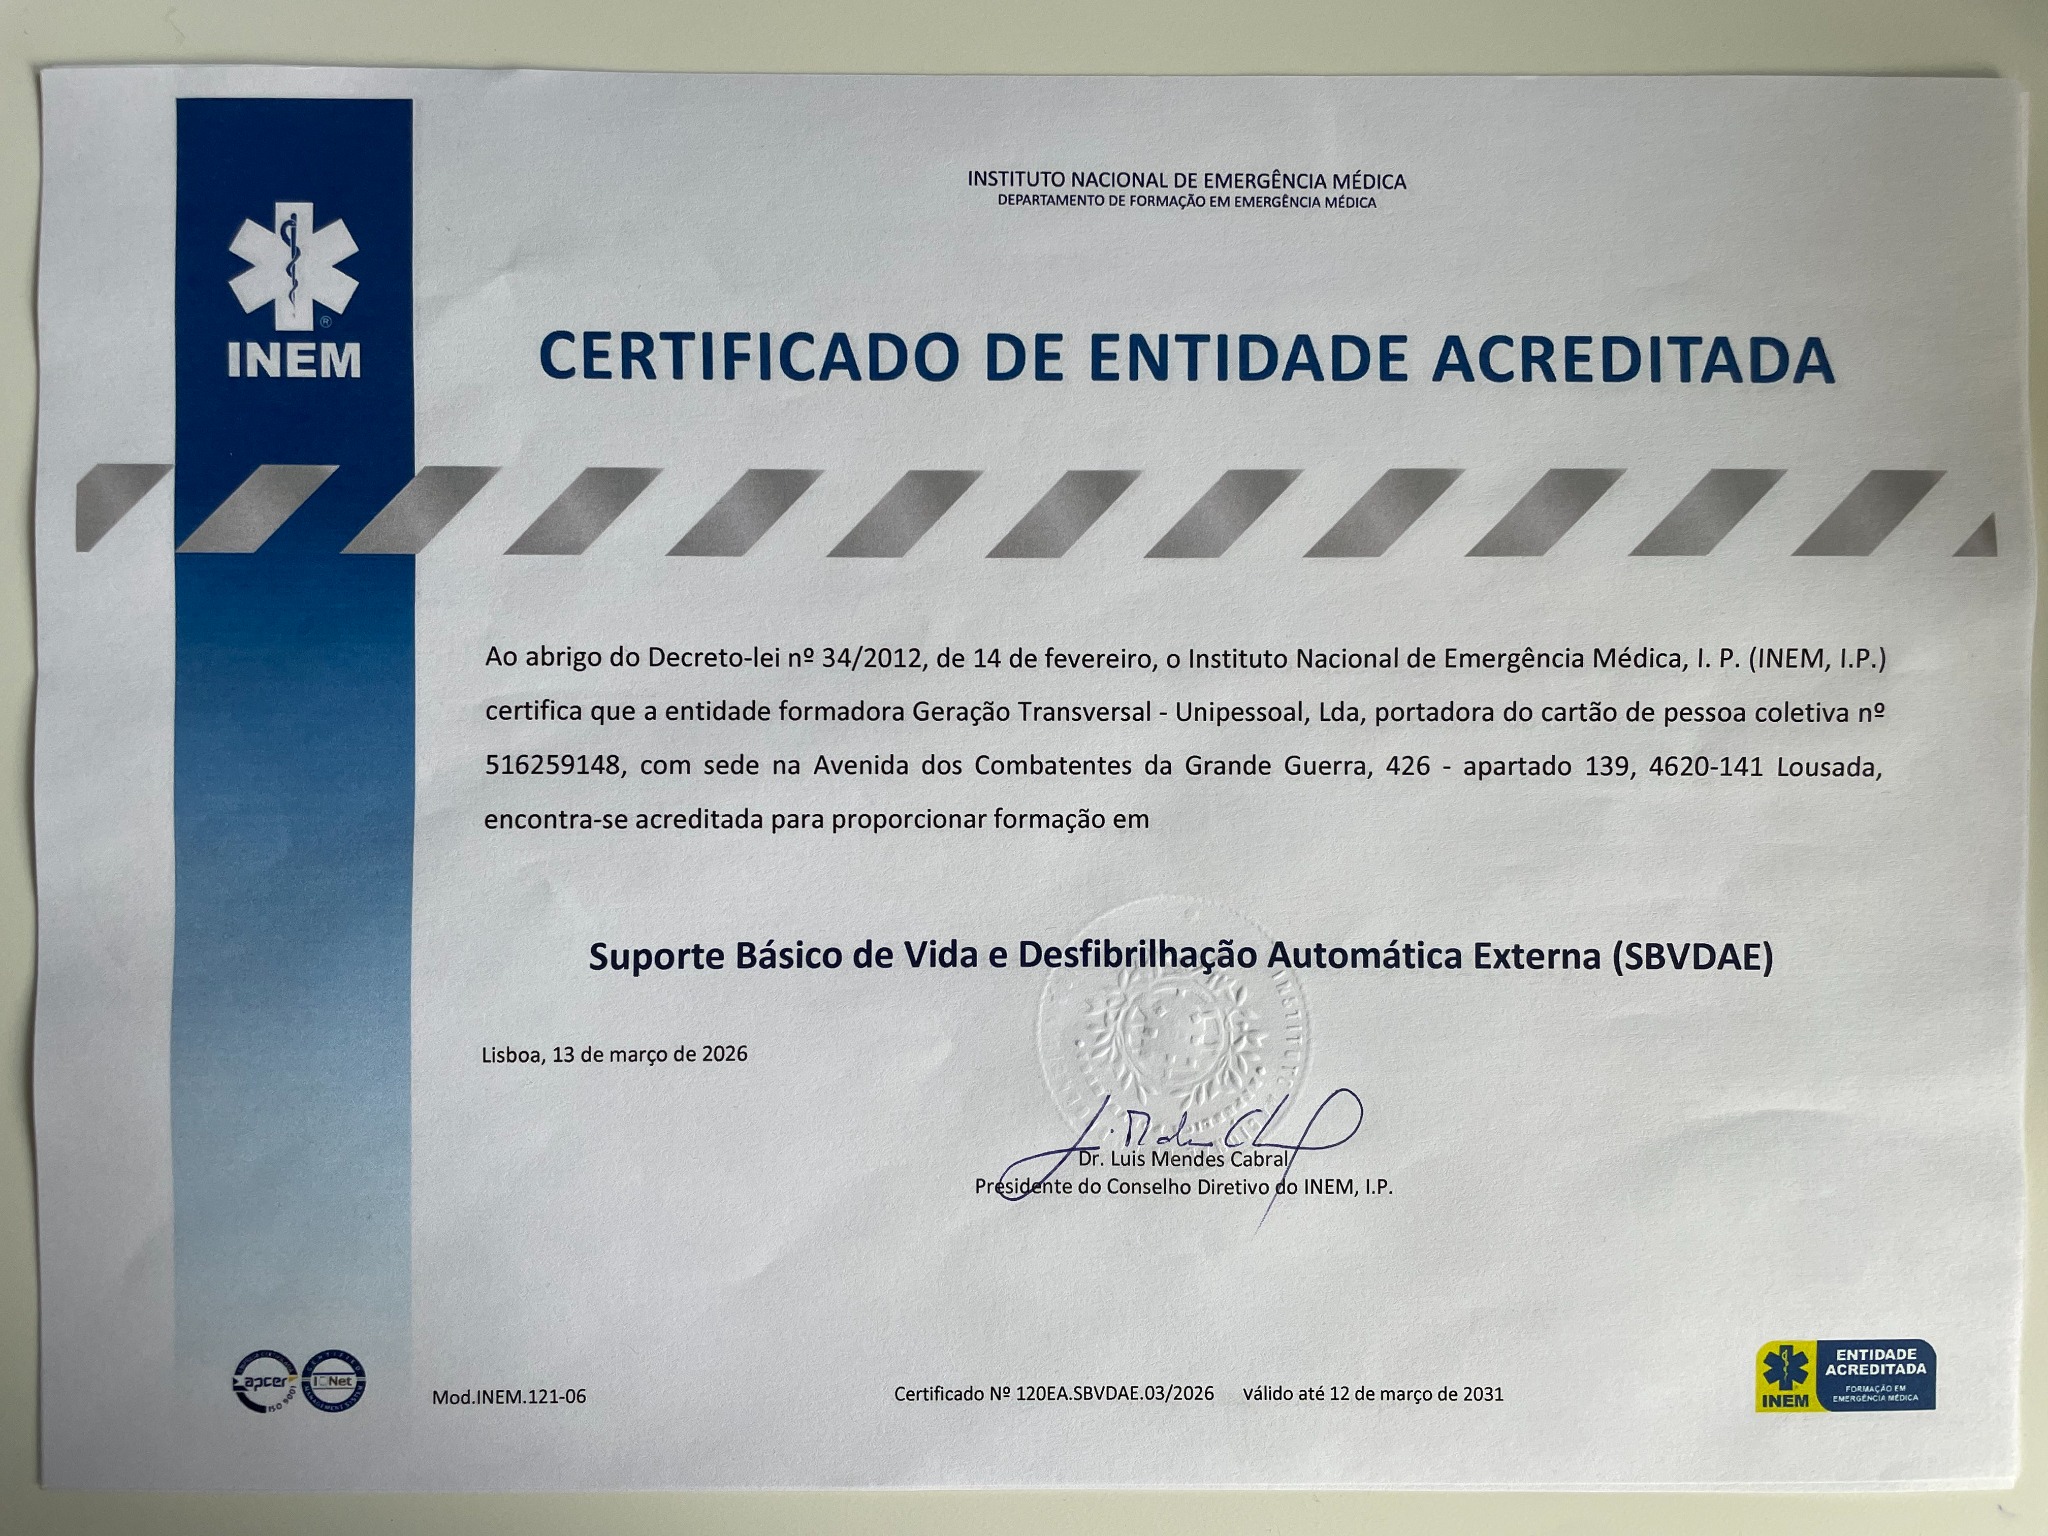 INSTITUTO NACIONAL DE EMERGÊNCIA MÉDICA
DEPARTAMENTO DE FORMAÇÃO EM EMERGÊNCIA MÉDICA
®
INEM
CERTIFICADO DE ENTIDADE ACREDITADA
Ao abrigo do Decreto-lei nº 34/2012, de 14 de fevereiro, o Instituto Nacional de Emergência Médica, I. P. (INEM, I.P.)
certifica que a entidade formadora Geração Transversal - Unipessoal, Lda, portadora do cartão de pessoa coletiva nº
516259148, com sede na Avenida dos Combatentes da Grande Guerra, 426 - apartado 139, 4620-141 Lousada,
encontra-se acreditada para proporcionar formação em
Suporte Básico de Vida e Desfibrilhação Automática Externa (SBVDAE)
INSTITUTO
Lisboa, 13 de março de 2026
Dr. Luis Mendes Cabral
Presidente do Conselho Diretivo do INEM, I.P.
apcer
ISO 9001
IQNet
Mod.INEM.121-06
Certificado Nº 120EA.SBVDAE.03/2026 válido até 12 de março de 2031
INEM
ENTIDADE
ACREDITADA
FORMAÇÃO EM
EMERGÊNCIA MÉDICA